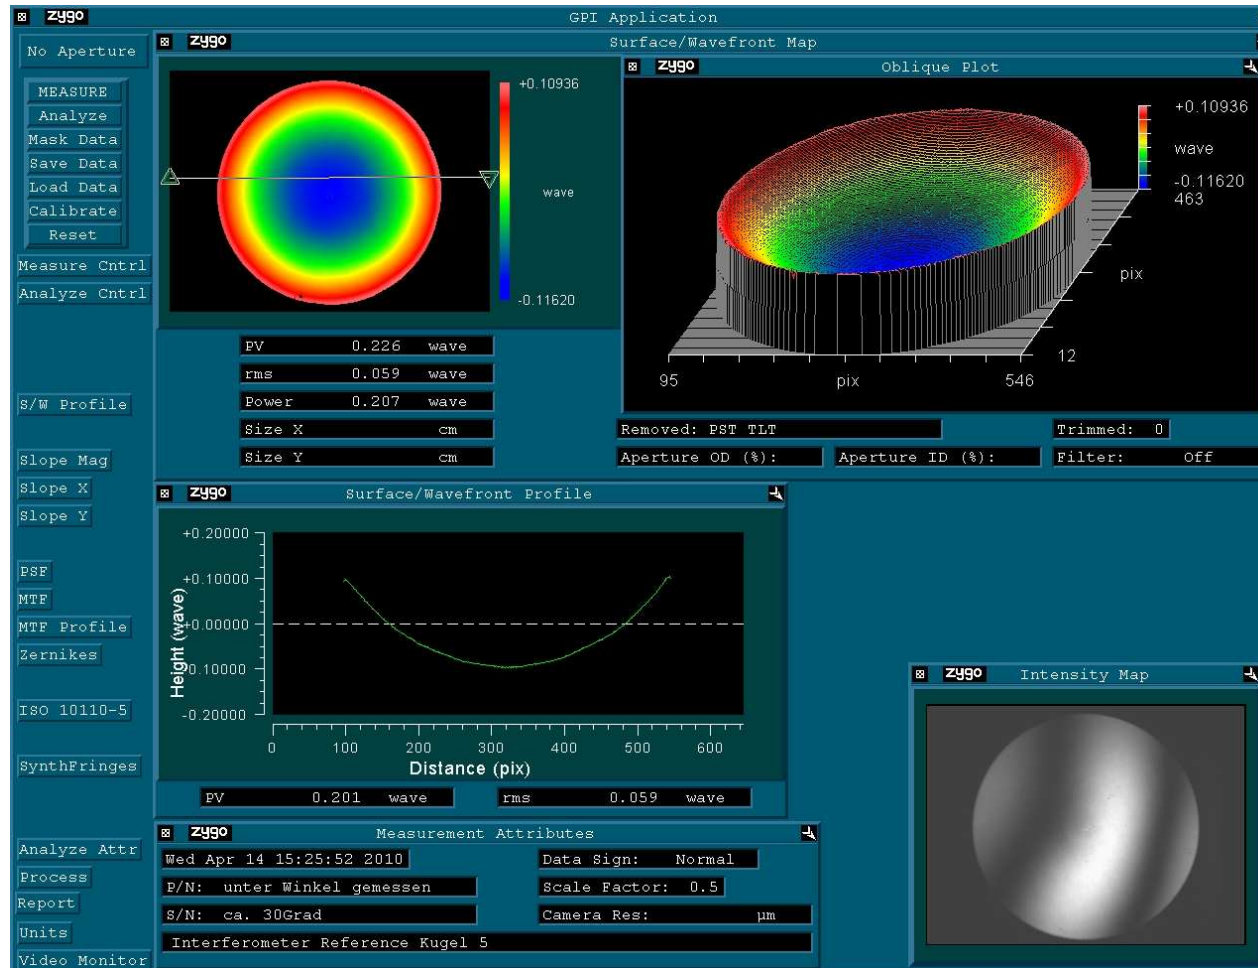 zygo GPI Application
No Aperture
MEASURE
Analyze
Mask Data
Save Data
Load Data
Calibrate
Reset
Measure Cntrl
Analyze Cntrl
S/W Profile
Slope Mag
Slope X
Slope Y
PSF
MTF
MTF Profile
Zernikes
ISO 10110-5
SynthFringes
Analyze Attr
Process
Report
Units
Video Monitor
zygo Surface/Wavefront Map
+0.10936
wave
-0.11620
zygo Oblique Plot
+0.10936
wave
-0.11620
463
pix
12
95 pix 546
PV 0.226 wave
rms 0.059 wave
Power 0.207 wave
Size X cm
Size Y cm
Removed: PST TLT
Trimmed: 0
Aperture OD (%):
Aperture ID (%):
Filter: Off
zygo Surface/Wavefront Profile
Height (wave)
+0.20000
+0.10000
+0.00000
-0.10000
-0.20000
0 100 200 300 400 500 600
Distance (pix)
PV 0.201 wave
rms 0.059 wave
zygo Measurement Attributes
Wed Apr 14 15:25:52 2010
Data Sign: Normal
P/N: unter Winkel gemessen
Scale Factor: 0.5
S/N: ca. 30Grad
Camera Res: µm
Interferometer Reference Kugel 5
zygo Intensity Map